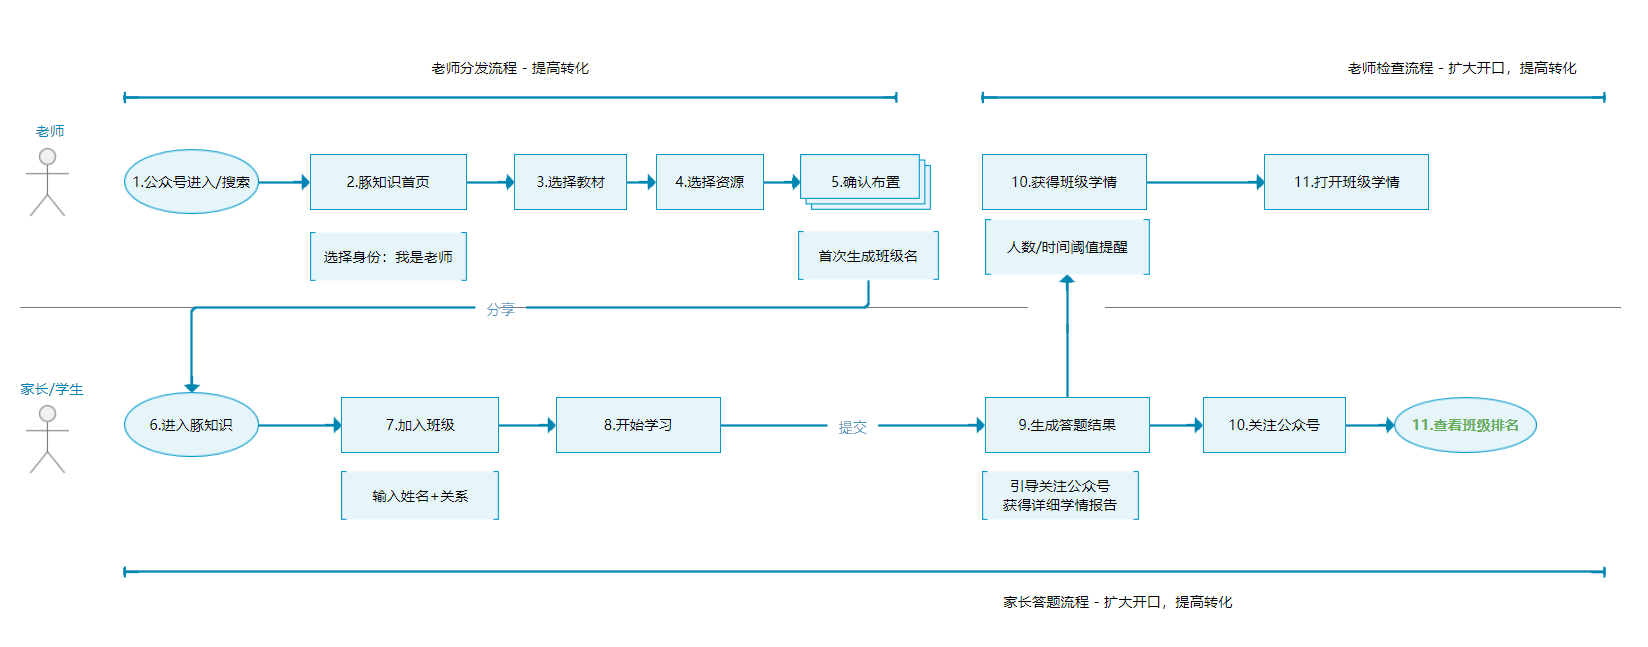 老师分发流程 - 提高转化
老师检查流程 - 扩大开口，提高转化
老师
1.公众号进入/搜索
2.豚知识首页
3.选择教材
4.选择资源
5.确认布置
10.获得班级学情
11.打开班级学情
选择身份：我是老师
首次生成班级名
人数/时间阈值提醒
分享
家长/学生
6.进入豚知识
7.加入班级
8.开始学习
提交
9.生成答题结果
10.关注公众号
11.查看班级排名
输入姓名+关系
引导关注公众号
获得详细学情报告
家长答题流程 - 扩大开口，提高转化